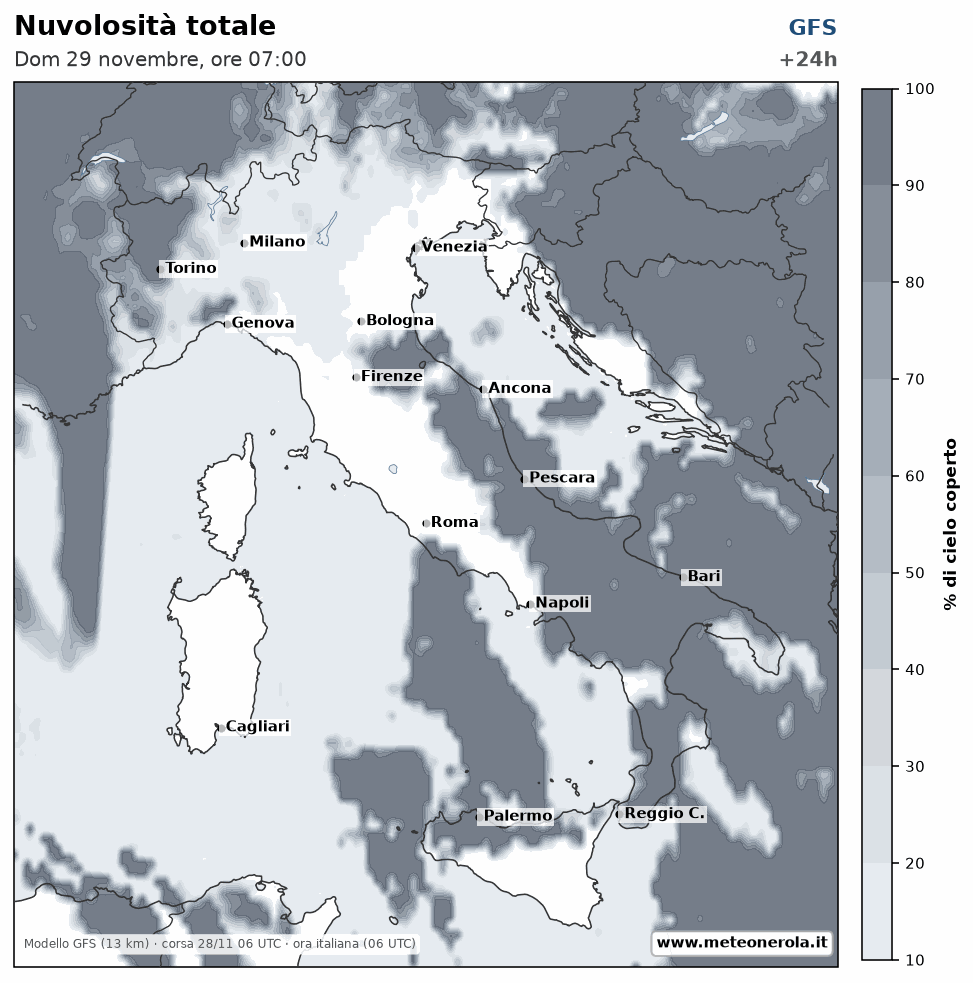 Nuvolosità totale
GFS
Dom 29 novembre, ore 07:00
+24h
100
90
80
70
60
50
40
30
20
10
% di cielo coperto
Milano
Venezia
Torino
Genova
Bologna
Firenze
Ancona
Pescara
Roma
Bari
Napoli
Cagliari
Palermo
Reggio C.
Modello GFS (13 km) · corsa 28/11 06 UTC · ora italiana (06 UTC)
www.meteonerola.it